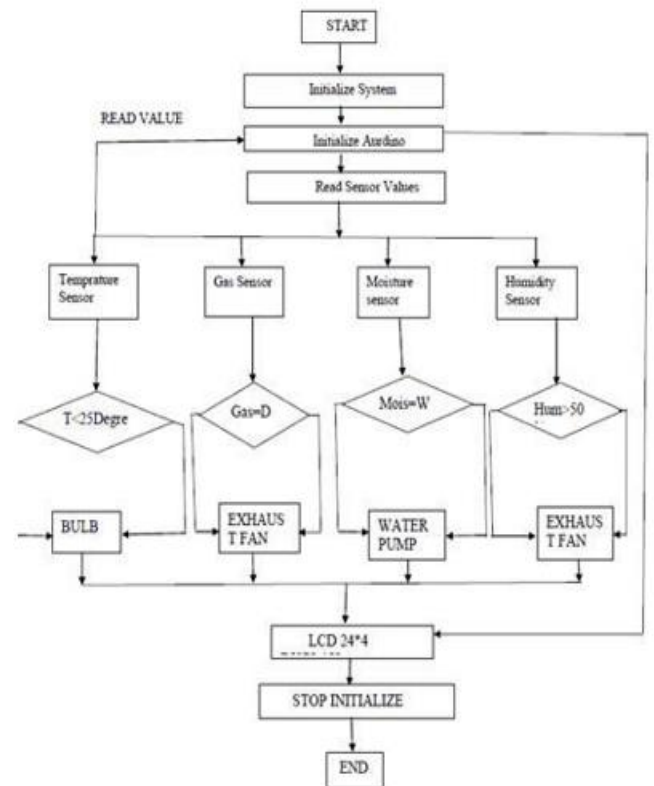 START
Initialize System
READ VALUE
Initialize Aurdino
Read Sensor Values
Temprature
Sensor
Gas Sensor
Moisture
sensor
Humidity
Sensor
T<25Degre
Gas=D
Mois=W
Hum>50
BULB
EXHAUS
T FAN
WATER
PUMP
EXHAUS
T FAN
LCD 24*4
STOP INITIALIZE
END